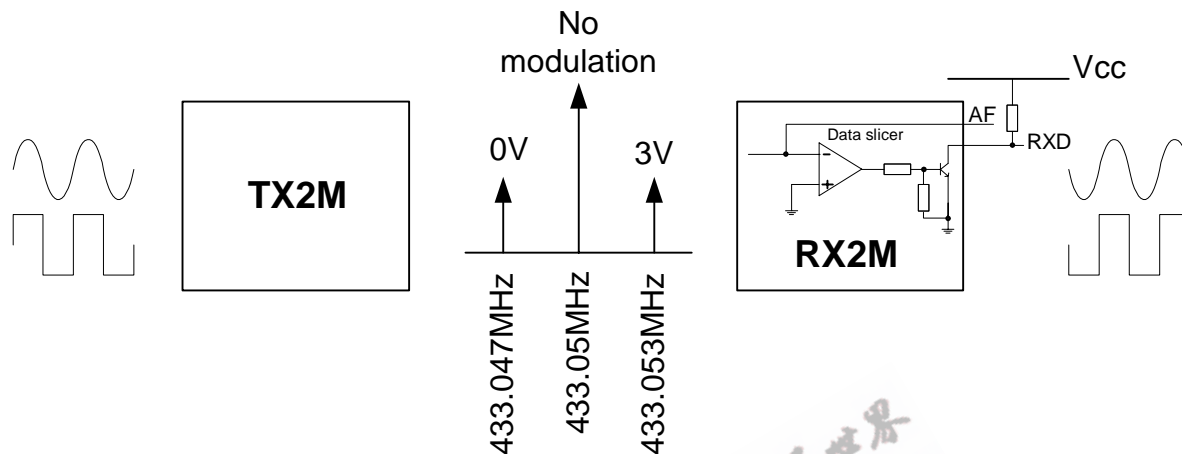 No
modulation
Vcc
AF
Data slicer
RXD
0V
3V
TX2M
RX2M
433.047MHz
433.05MHz
433.053MHz